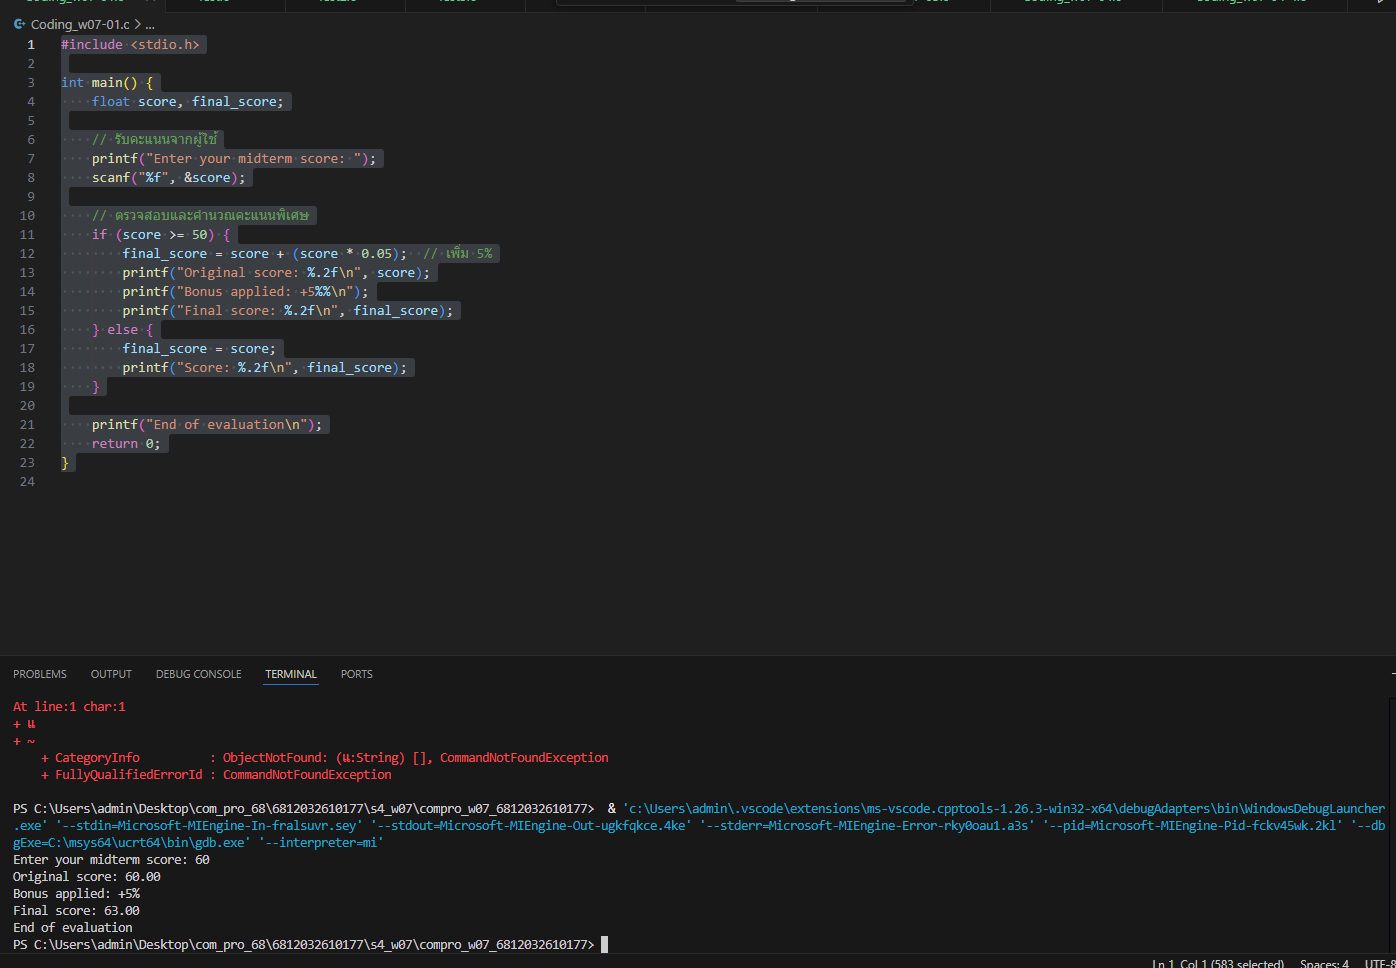 Coding_w07-01.c > ...
1 #include <stdio.h>
2
3 int main() {
4 float score, final_score;
5
6 // รับคะแนนจากผู้ใช้
7 printf("Enter your midterm score: ");
8 scanf("%f", &score);
9
10 // ตรวจสอบและคำนวณคะแนนพิเศษ
11 if (score >= 50) {
12 final_score = score + (score * 0.05); // เพิ่ม 5%
13 printf("Original score: %.2f\n", score);
14 printf("Bonus applied: +5%%\n");
15 printf("Final score: %.2f\n", final_score);
16 } else {
17 final_score = score;
18 printf("Score: %.2f\n", final_score);
19 }
20
21 printf("End of evaluation\n");
22 return 0;
23 }
24
PROBLEMS OUTPUT DEBUG CONSOLE TERMINAL PORTS
At line:1 char:1
+ แ
+ ~
+ CategoryInfo : ObjectNotFound: (แ:String) [], CommandNotFoundException
+ FullyQualifiedErrorId : CommandNotFoundException
PS C:\Users\admin\Desktop\com_pro_68\6812032610177\s4_w07\compro_w07_6812032610177> & 'c:\Users\admin\.vscode\extensions\ms-vscode.cpptools-1.26.3-win32-x64\debugAdapters\bin\WindowsDebugLauncher
.exe' '--stdin=Microsoft-MIEngine-In-fralsuvr.sey' '--stdout=Microsoft-MIEngine-Out-ugkfqkce.4ke' '--stderr=Microsoft-MIEngine-Error-rky0oau1.a3s' '--pid=Microsoft-MIEngine-Pid-fckv45wk.2kl' '--db
gExe=C:\msys64\ucrt64\bin\gdb.exe' '--interpreter=mi'
Enter your midterm score: 60
Original score: 60.00
Bonus applied: +5%
Final score: 63.00
End of evaluation
PS C:\Users\admin\Desktop\com_pro_68\6812032610177\s4_w07\compro_w07_6812032610177>
Ln 1, Col 1 (583 selected) Spaces: 4 UTF-8